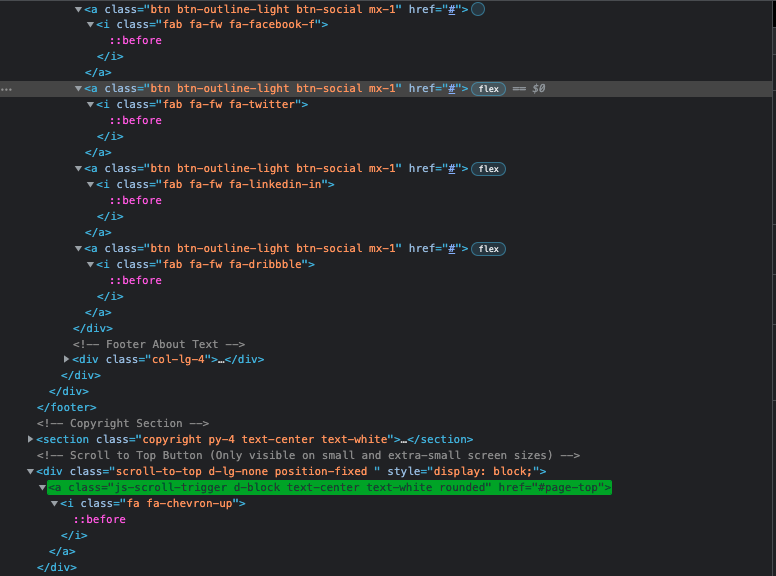 <a class="btn btn-outline-light btn-social mx-1" href="#">
<i class="fab fa-fw fa-facebook-f">
::before
</i>
</a>
… <a class="btn btn-outline-light btn-social mx-1" href="#"> flex == $0
<i class="fab fa-fw fa-twitter">
::before
</i>
</a>
<a class="btn btn-outline-light btn-social mx-1" href="#"> flex
<i class="fab fa-fw fa-linkedin-in">
::before
</i>
</a>
<a class="btn btn-outline-light btn-social mx-1" href="#"> flex
<i class="fab fa-fw fa-dribbble">
::before
</i>
</a>
</div>
<!-- Footer About Text -->
<div class="col-lg-4">…</div>
</div>
</div>
</footer>
<!-- Copyright Section -->
<section class="copyright py-4 text-center text-white">…</section>
<!-- Scroll to Top Button (Only visible on small and extra-small screen sizes) -->
<div class="scroll-to-top d-lg-none position-fixed " style="display: block;">
<a class="js-scroll-trigger d-block text-center text-white rounded" href="#page-top">
<i class="fa fa-chevron-up">
::before
</i>
</a>
</div>